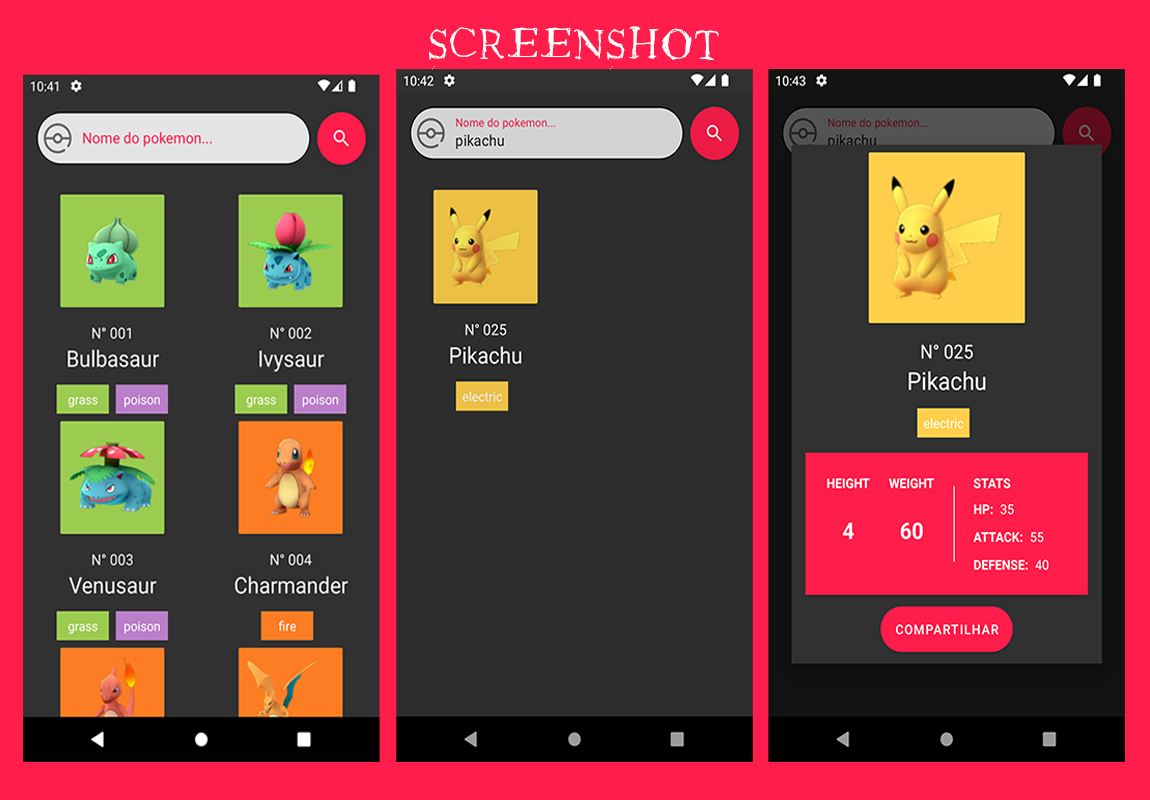 SCREENSHOT
10:41
Nome do pokemon...
N° 001
Bulbasaur
grass poison
N° 002
Ivysaur
grass poison
N° 003
Venusaur
grass poison
N° 004
Charmander
fire
10:42
Nome do pokemon...
pikachu
N° 025
Pikachu
electric
10:43
Nome do pokemon...
pikachu
N° 025
Pikachu
electric
HEIGHT WEIGHT
4 60
STATS
HP: 35
ATTACK: 55
DEFENSE: 40
COMPARTILHAR